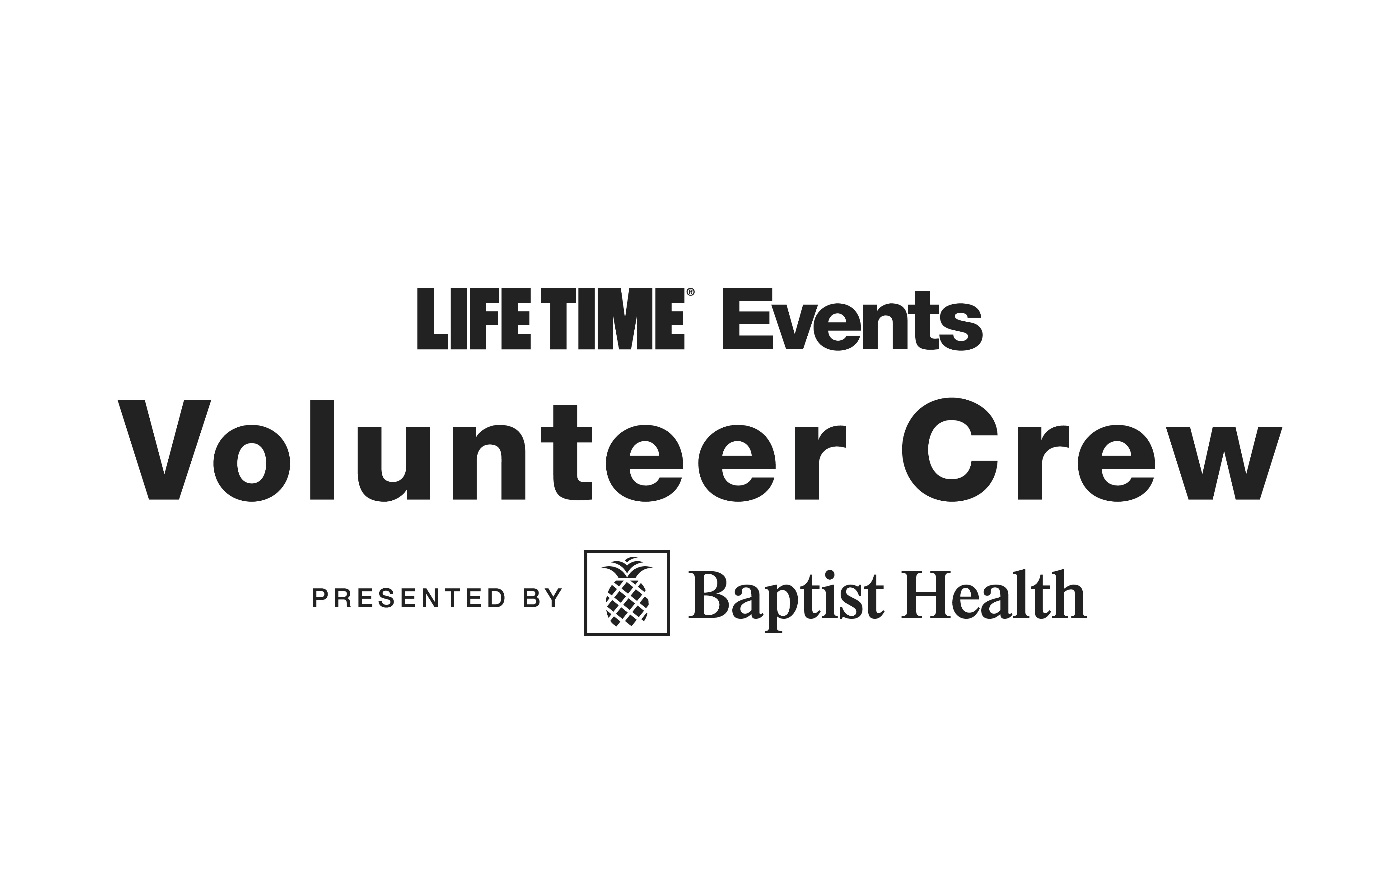 LIFE TIME® Events
Volunteer Crew
PRESENTED BY Baptist Health